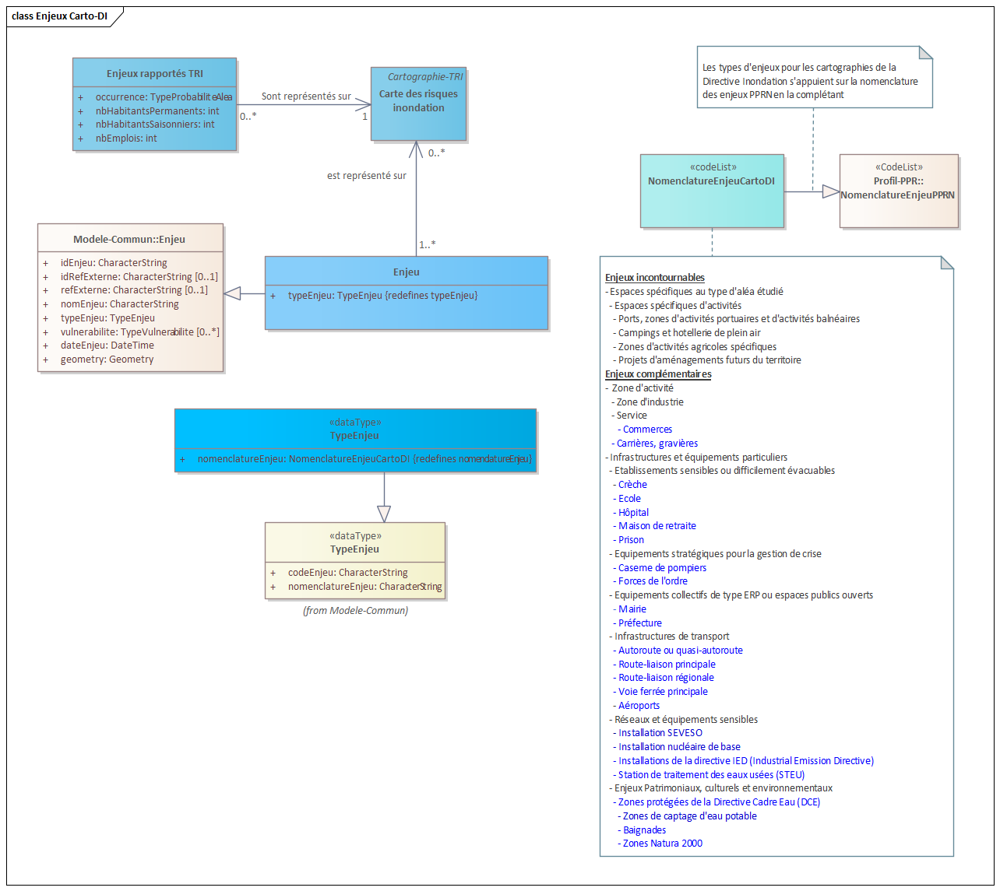 class Enjeux Carto-DI
Enjeux rapportés TRI
+ occurrence: TypeProbabiliteAlea
+ nbHabitantsPermanents: int
+ nbHabitantsSaisonniers: int
+ nbEmplois: int
Sont représentés sur
0..*
1
Cartographie-TRI
Carte des risques
inondation
0..*
est représenté sur
1..*
Modele-Commun::Enjeu
+ idEnjeu: CharacterString
+ idRefExterne: CharacterString [0..1]
+ refExterne: CharacterString [0..1]
+ nomEnjeu: CharacterString
+ typeEnjeu: TypeEnjeu
+ vulnerabilite: TypeVulnerabilite [0..*]
+ dateEnjeu: DateTime
+ geometry: Geometry
Enjeu
+ typeEnjeu: TypeEnjeu {redefines typeEnjeu}
«dataType»
TypeEnjeu
+ nomenclatureEnjeu: NomenclatureEnjeuCartoDI {redefines nomenclatureEnjeu}
«dataType»
TypeEnjeu
+ codeEnjeu: CharacterString
+ nomenclatureEnjeu: CharacterString
(from Modele-Commun)
Les types d'enjeu pour les cartographies de la
Directive Inondation s'appuient sur la nomenclature
des enjeux PPRN en la complétant
«codeList»
NomenclatureEnjeuCartoDI
«CodeList»
Profil-PPR::
NomenclatureEnjeuPPRN
Enjeux incontournables
- Espaces spécifiques au type d'aléa étudié
- Espaces spécifiques d'activités
- Ports, zones d'activités portuaires et d'activités balnéaires
- Campings et hotellerie de plein air
- Zones d'activités agricoles spécifiques
- Projets d'aménagements futurs du territoire
Enjeux complémentaires
- Zone d'activité
- Zone d'industrie
- Service
- Commerces
- Carrières, gravières
- Infrastructures et équipements particuliers
- Etablissements sensibles ou difficilement évacuables
- Crèche
- Ecole
- Hôpital
- Maison de retraite
- Prison
- Equipements stratégiques pour la gestion de crise
- Caserne de pompiers
- Forces de l'ordre
- Equipements collectifs de type ERP ou espaces publics ouverts
- Mairie
- Préfecture
- Infrastructures de transport
- Autoroute ou quasi-autoroute
- Route-liaison principale
- Route-liaison régionale
- Voie ferrée principale
- Aéroports
- Réseaux et équipements sensibles
- Installation SEVESO
- Installation nucléaire de base
- Installations de la directive IED (Industrial Emission Directive)
- Station de traitement des eaux usées (STEU)
- Enjeux Patrimoniaux, culturels et environnementaux
- Zones protégées de la Directive Cadre Eau (DCE)
- Zones de captage d'eau potable
- Baignades
- Zones Natura 2000